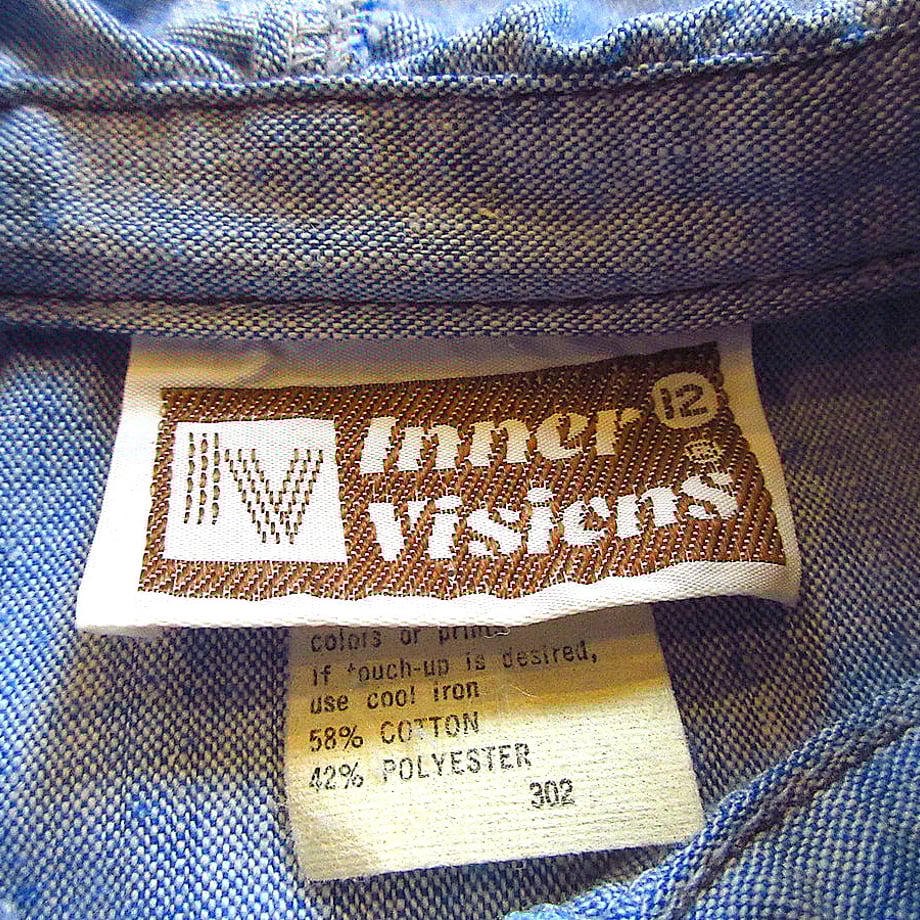 IV
Inner 12
®
Visions
colors or prints
if touch-up is desired,
use cool iron
58% COTTON
42% POLYESTER
302